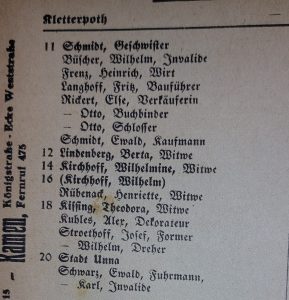 Kletterpoth
11 Schmidt, Geschwister
Büscher, Wilhelm, Invalide
Frenz, Heinrich, Wirt
Langhoff, Fritz, Bauführer
Rickert, Else, Verkäuferin
— Otto, Buchbinder
— Otto, Schlosser
Schmidt, Ewald, Kaufmann
12 Lindenberg, Berta, Witwe
14 Kirchhoff, Wilhelmine, Witwe
16 (Kirchhoff, Wilhelm)
Rübenack, Henriette, Witwe
18 Kissing, Theodora, Witwe
Kuhles, Alex, Dekorateur
Stroethoff, Josef, Former
— Wilhelm, Dreher
20 Stadt Unna
Schwarz, Ewald, Fuhrmann,
— Karl, Invalide
15 – Kamen, Königstraße - Ecke Weststraße
Fernruf 475